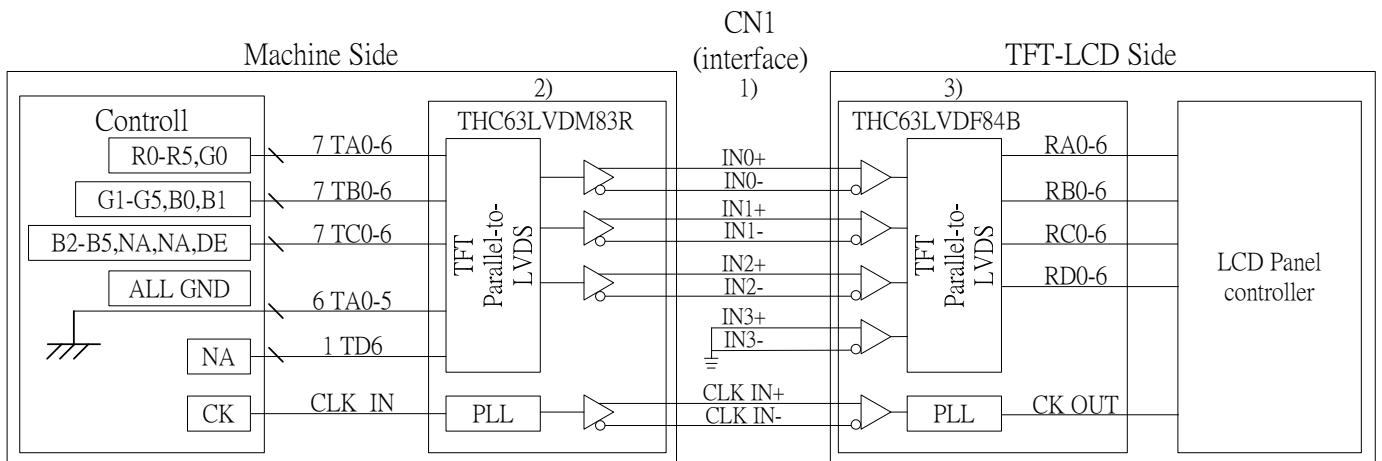 CN1
Machine Side
(interface)
TFT-LCD Side
1)
2)
3)
Controll
THC63LVDM83R
THC63LVDF84B
R0-R5,G0
7 TA0-6
IN0+
IN0-
RA0-6
G1-G5,B0,B1
7 TB0-6
IN1+
IN1-
RB0-6
B2-B5,NA,NA,DE
7 TC0-6
TFT
Parallel-to-
LVDS
TFT
Parallel-to-
LVDS
RC0-6
IN2+
IN2-
RD0-6
LCD Panel
controller
ALL GND
6 TA0-5
IN3+
IN3-
NA
1 TD6
CK
CLK IN
PLL
CLK IN+
CLK IN-
PLL
CK OUT